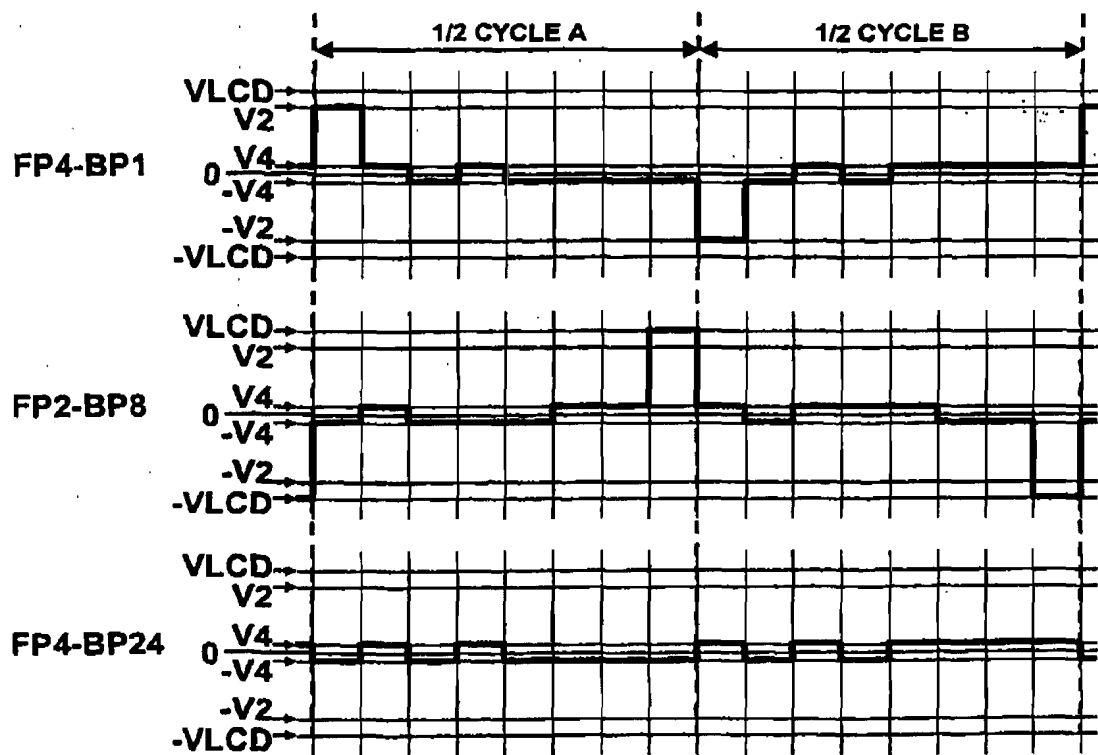 1/2 CYCLE A 1/2 CYCLE B
VLCD
V2
FP4-BP1
V4
0
-V4
-V2
-VLCD
VLCD
V2
FP2-BP8
V4
0
-V4
-V2
-VLCD
VLCD
V2
FP4-BP24
V4
0
-V4
-V2
-VLCD